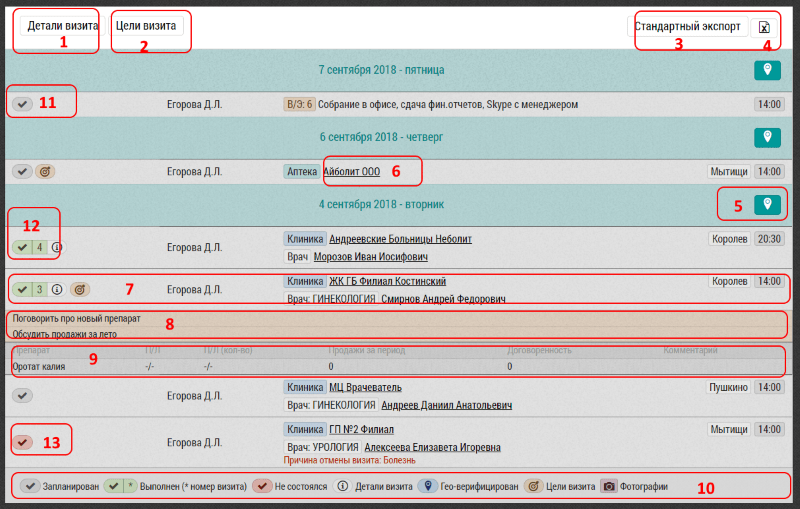 Детали визита Цели визита Стандартный экспорт
1 2 3 4
7 сентября 2018 - пятница
11 Егорова Д.Л. В/З: 6 Собрание в офисе, сдача фин.отчетов, Skype с менеджером 14:00
6 сентября 2018 - четверг
Егорова Д.Л. Аптека Айболит ООО 6 Мытищи 14:00
4 сентября 2018 - вторник 5
12
4 Егорова Д.Л. Клиника Андреевские Больницы Неболит Королев 20:30
Врач Морозов Иван Иосифович
3 7 Егорова Д.Л. Клиника ЖК ГБ Филиал Костинский Королев 14:00
Врач: ГИНЕКОЛОГИЯ Смирнов Андрей Федорович
Поговорить про новый препарат 8
Обсудить продажи за лето
Препарат П/Л П/Л (кол-во) Продажи за период Договоренность Комментарий
9
Оротат калия -/- -/- 0 0
Егорова Д.Л. Клиника МЦ Врачеватель Пушкино 14:00
Врач: ГИНЕКОЛОГИЯ Андреев Даниил Анатольевич
13 Егорова Д.Л. Клиника ГП №2 Филиал Мытищи 14:00
Врач: УРОЛОГИЯ Алексеева Елизавета Игоревна
Причина отмены визита: Болезнь
Запланирован * Выполнен (* номер визита) Не состоялся Детали визита Гео-верифицирован Цели визита Фотографии 10